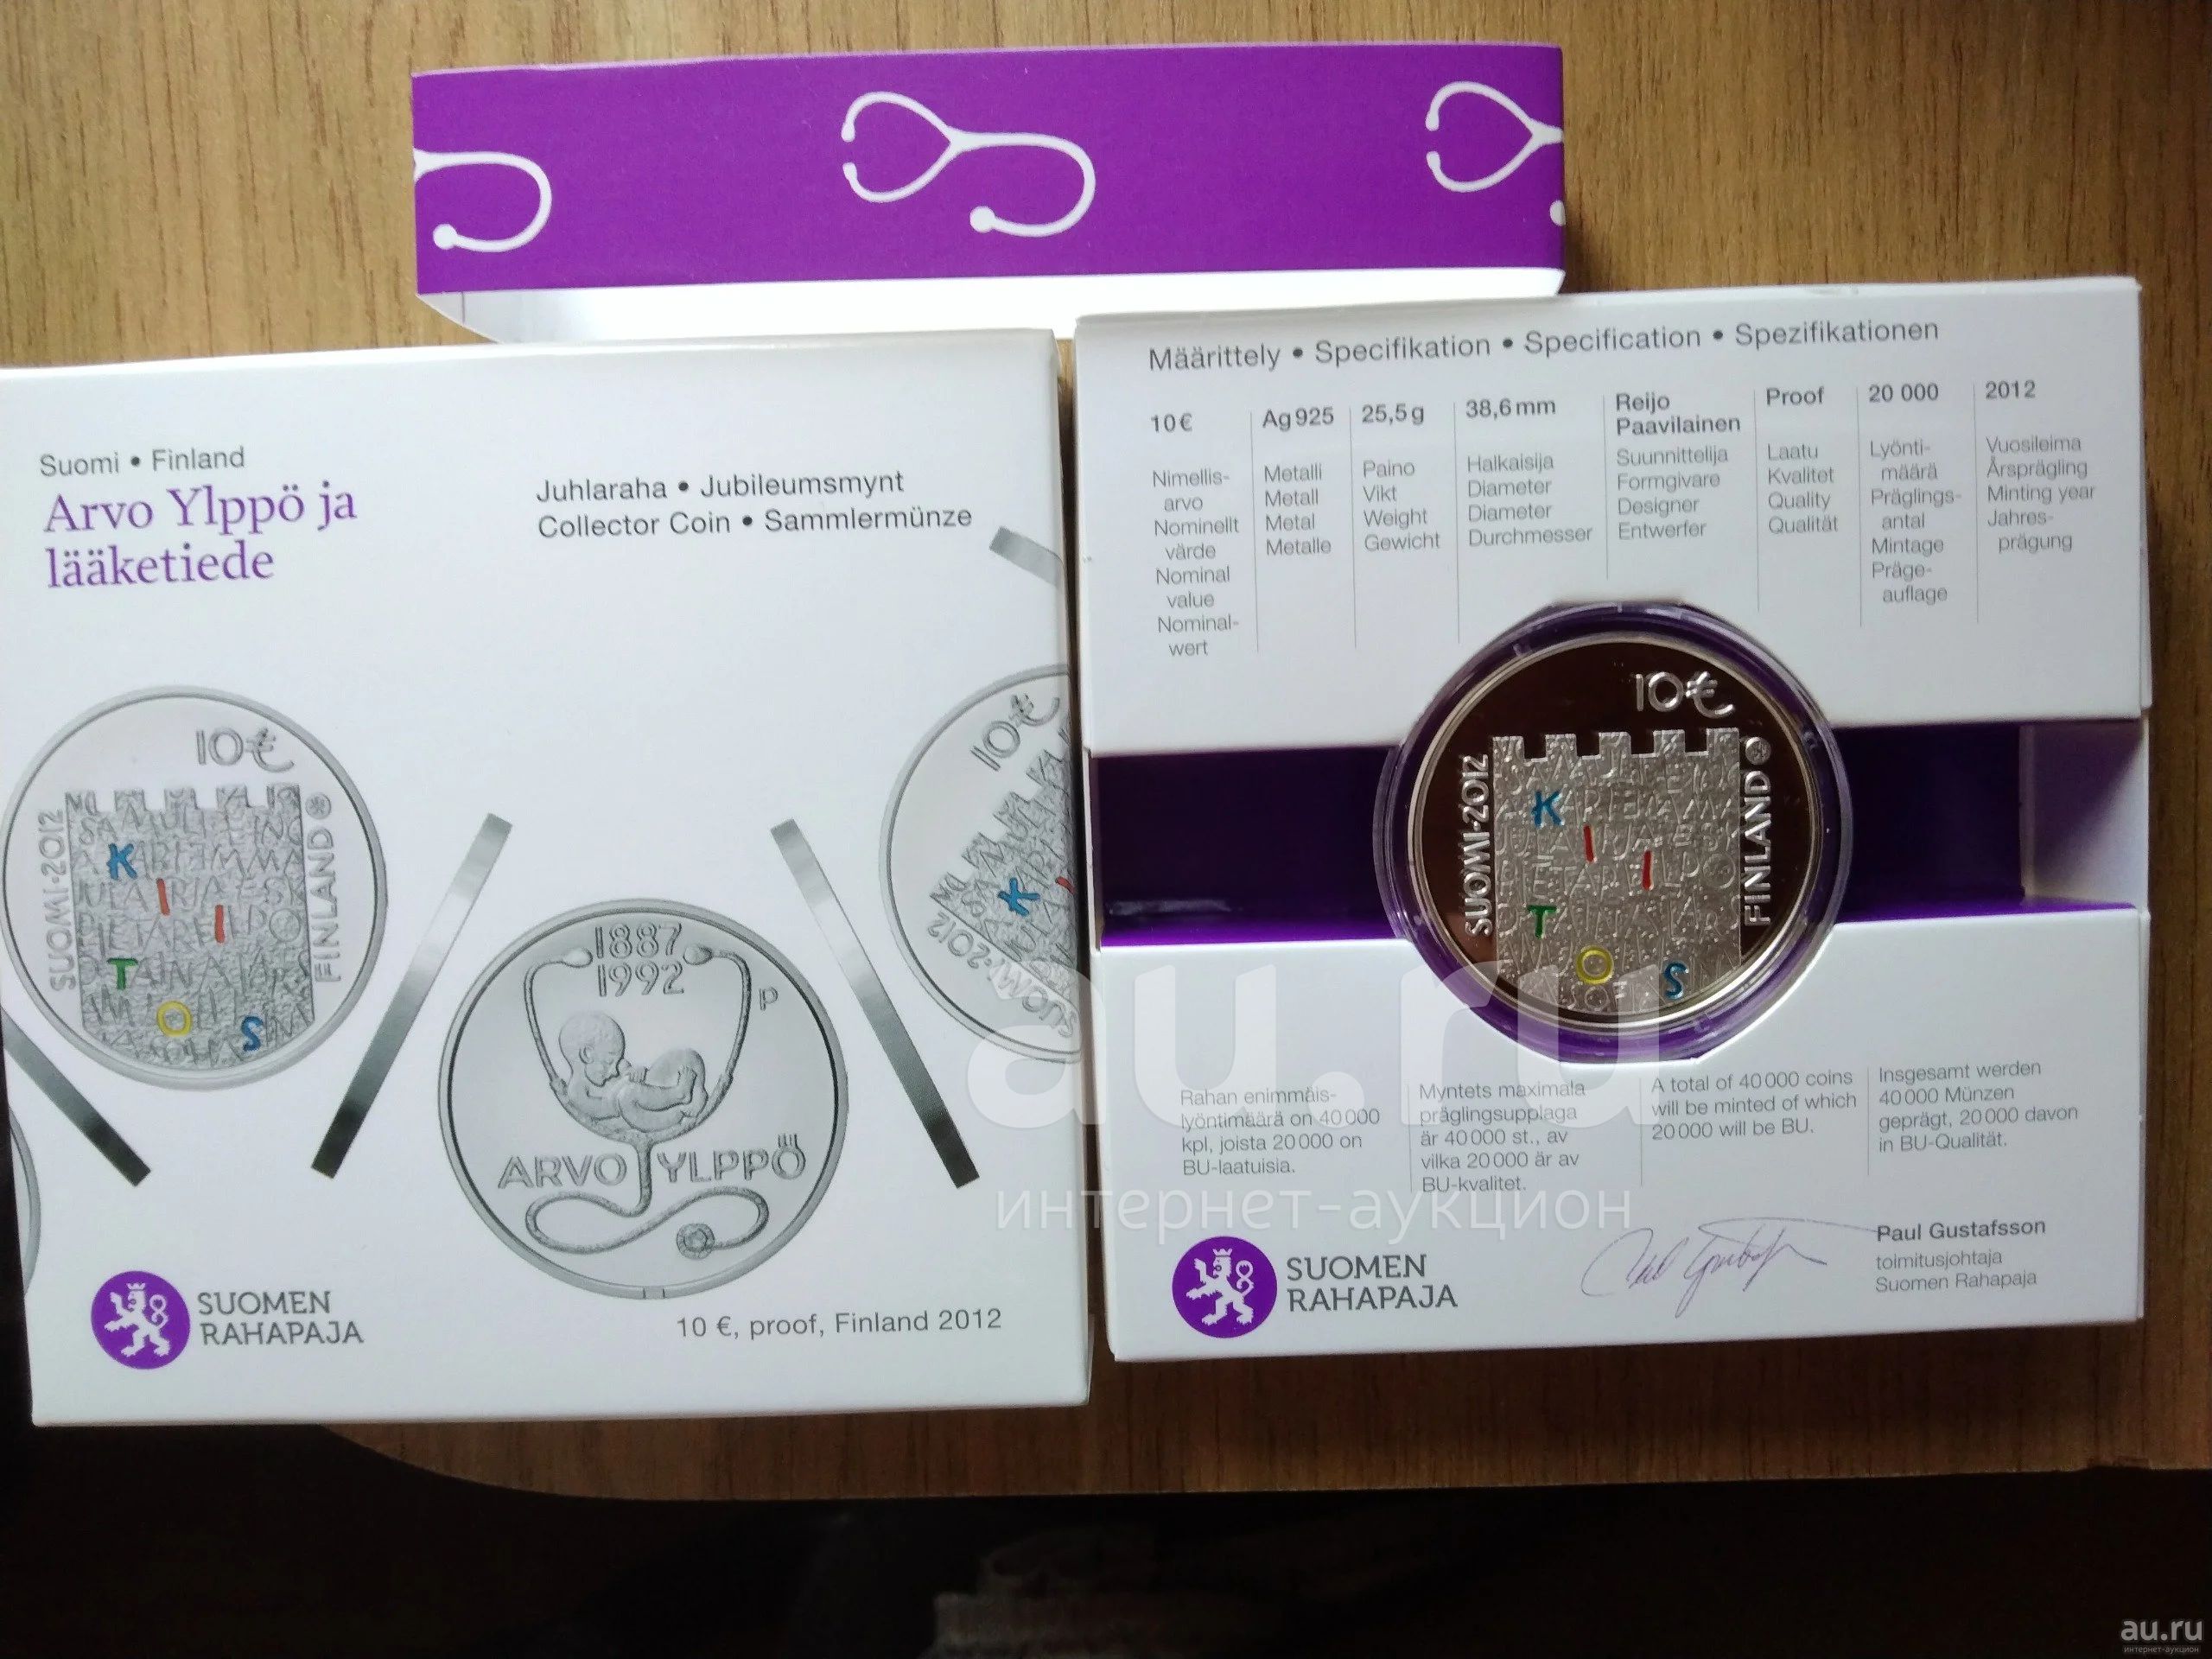 Suomi • Finland
Arvo Ylppö ja
lääketiede
Juhlaraha • Jubileumsmynt
Collector Coin • Sammlermünze
10€
SUOMI·2012
FINLAND
K
I
I
T
O
S
10€
SUOMI·2012
K
1887
1992
P
ARVO YLPPÖ
SUOMEN
RAHAPAJA
10 €, proof, Finland 2012
Määrittely • Specifikation • Specification • Spezifikationen
10€
Nimellis-
arvo
Nominellt
värde
Nominal
value
Nominal-
wert
Ag 925
Metalli
Metall
Metal
Metalle
25,5 g
Paino
Vikt
Weight
Gewicht
38,6 mm
Halkaisija
Diameter
Diameter
Durchmesser
Reijo
Paavilainen
Suunnittelija
Formgivare
Designer
Entwerfer
Proof
Laatu
Kvalitet
Quality
Qualität
20 000
Lyönti-
määrä
Präglings-
antal
Mintage
Präge-
auflage
2012
Vuosileima
Årsprägling
Minting year
Jahres-
prägung
10€
SUOMI·2012
FINLAND
K
I
I
T
O
S
Rahan enimmäis-
lyöntimäärä on 40 000
kpl, joista 20 000 on
BU-laatuisia.
Myntets maximala
präglingsupplaga
är 40 000 st., av
vilka 20 000 är av
BU-kvalitet.
A total of 40 000 coins
will be minted of which
20 000 will be BU.
Insgesamt werden
40 000 Münzen
geprägt, 20 000 davon
in BU-Qualität.
SUOMEN
RAHAPAJA
Paul Gustafsson
toimitusjohtaja
Suomen Rahapaja
au.ru
интернет-аукцион
au.ru
интернет-аукцион